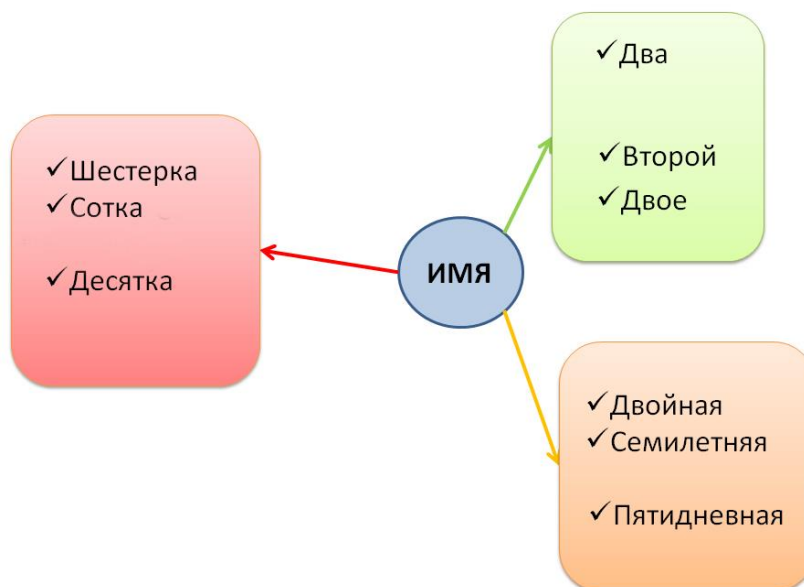 ✓Шестерка
✓Сотка
✓Десятка
ИМЯ
✓Два
✓Второй
✓Двое
✓Двойная
✓Семилетняя
✓Пятидневная